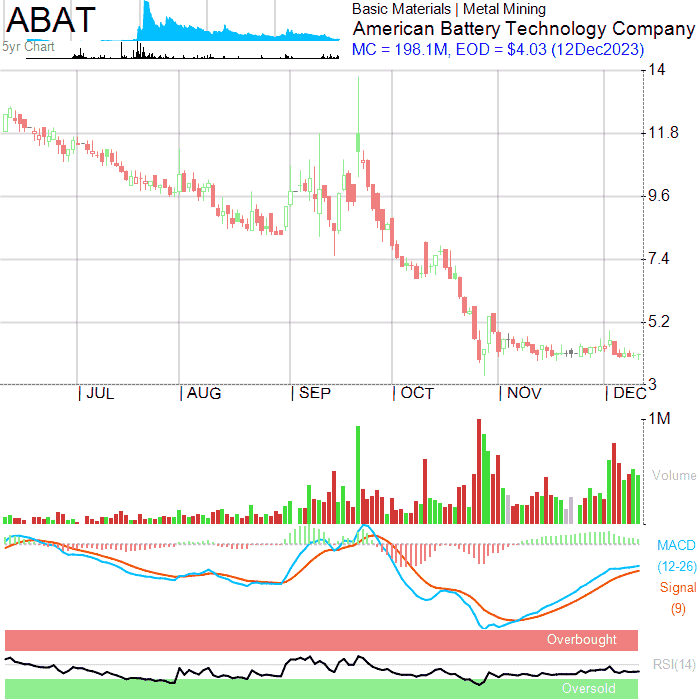 ABAT
5yr Chart
Basic Materials | Metal Mining
American Battery Technology Company
MC = 198.1M, EOD = $4.03 (12Dec2023)
14
11.8
9.6
7.4
5.2
3
| JUL | AUG | SEP | OCT | NOV | DEC
1M
Volume
MACD
(12-26)
Signal
(9)
Overbought
RSI(14)
Oversold